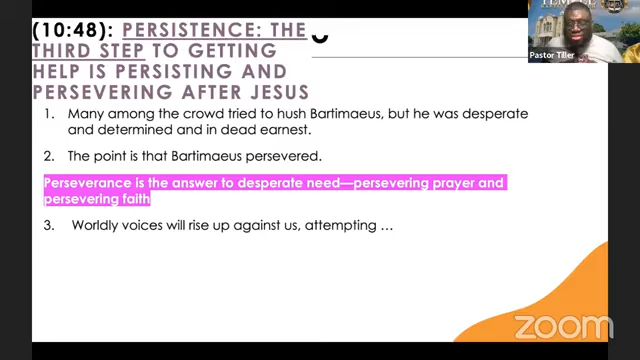 (10:48): PERSISTENCE: THE
THIRD STEP TO GETTING
HELP IS PERSISTING AND
PERSEVERING AFTER JESUS
1. Many among the crowd tried to hush Bartimaeus, but he was desperate
and determined and in dead earnest.
2. The point is that Bartimaeus persevered.
Perseverance is the answer to desperate need—persevering prayer and
persevering faith
3. Worldly voices will rise up against us, attempting …
Pastor Tiller
zoom